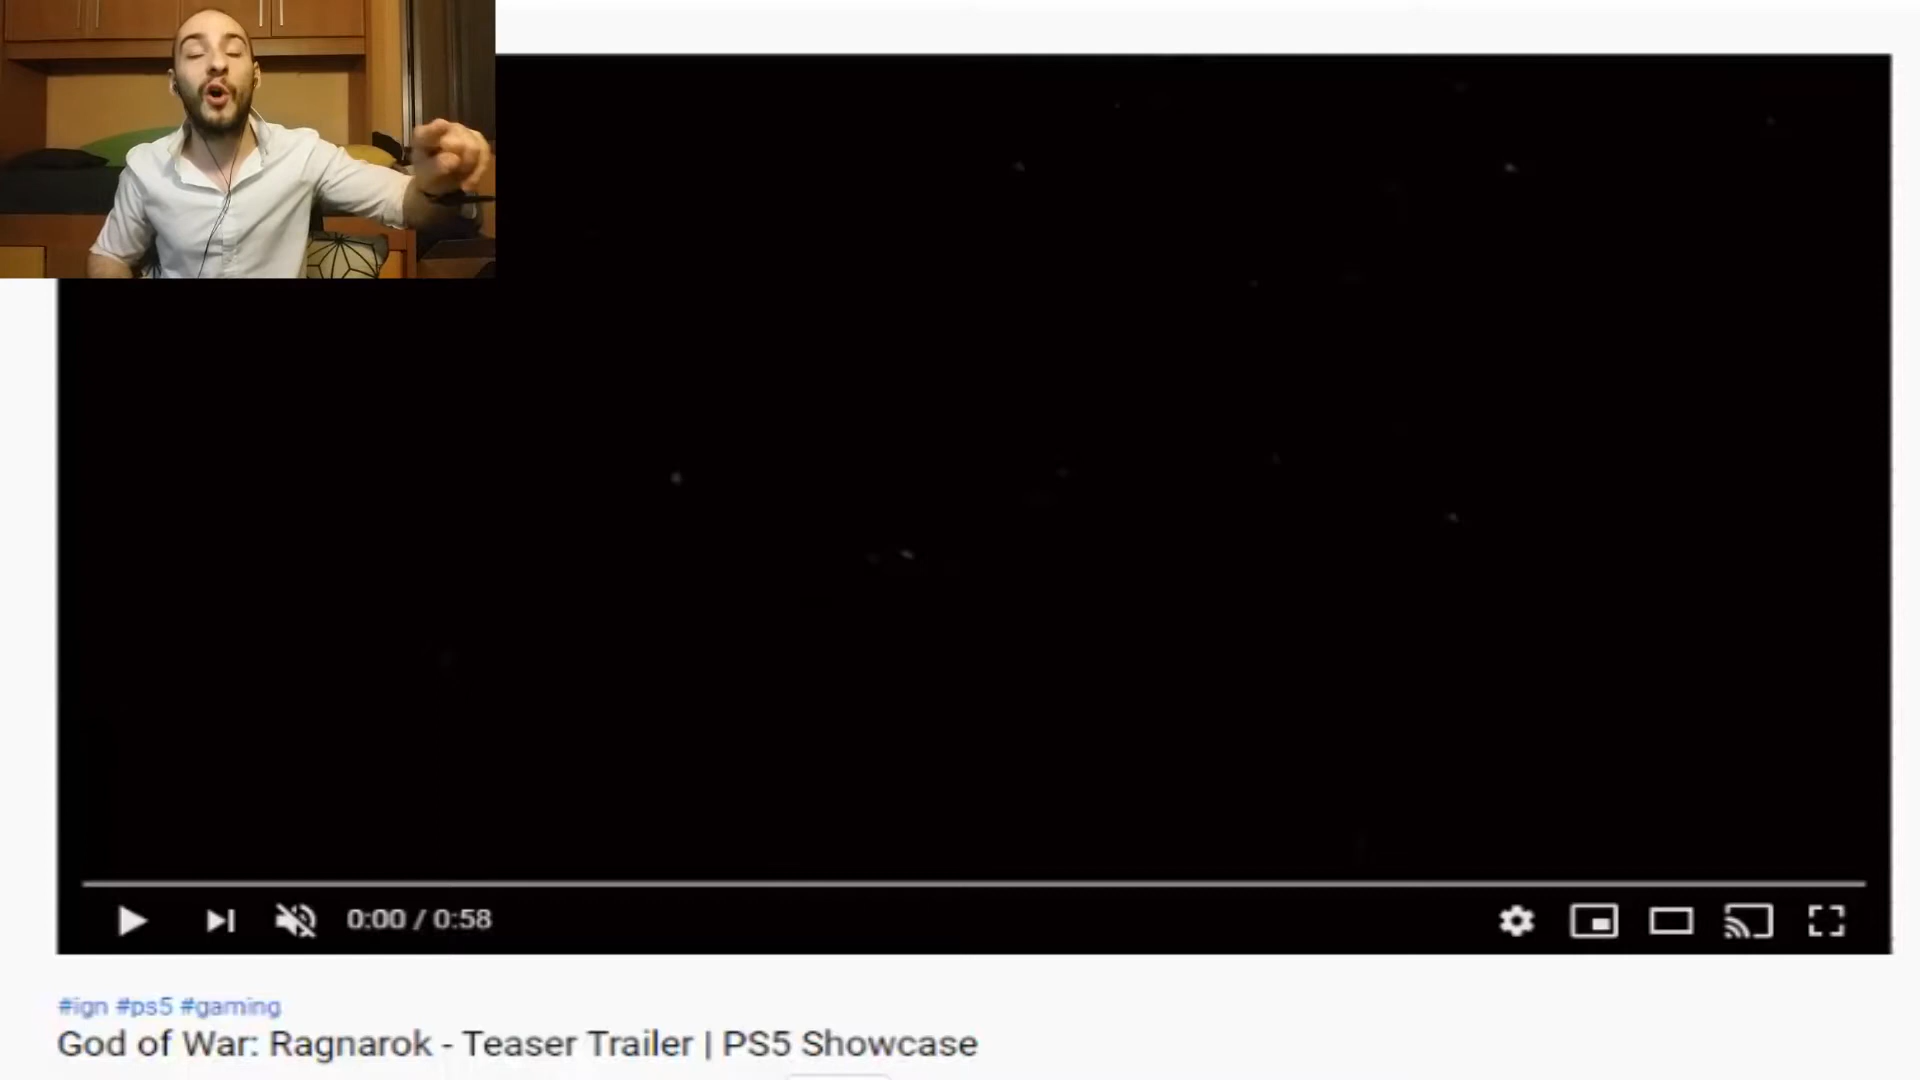 0:00 / 0:58
#ign #ps5 #gaming
God of War: Ragnarok - Teaser Trailer | PS5 Showcase